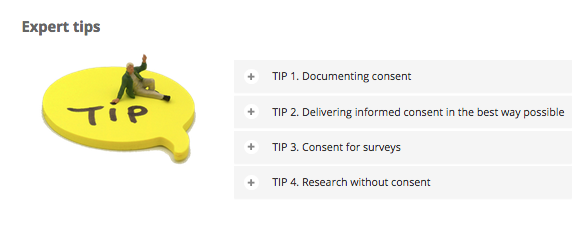 Expert tips
TIP
TIP 1. Documenting consent
TIP 2. Delivering informed consent in the best way possible
TIP 3. Consent for surveys
TIP 4. Research without consent